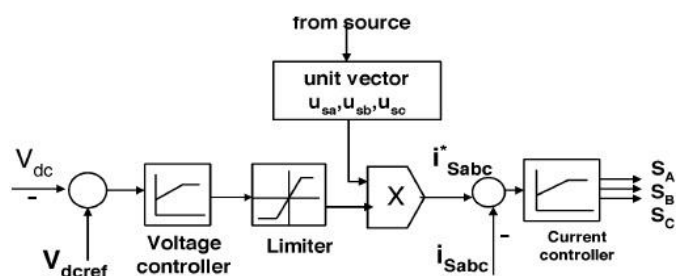 from source
unit vector
u_sa,u_sb,u_sc
V_dc
-
V_dcref
Voltage
controller
Limiter
X
i*_Sabc
-
i_Sabc
Current
controller
S_A
S_B
S_C